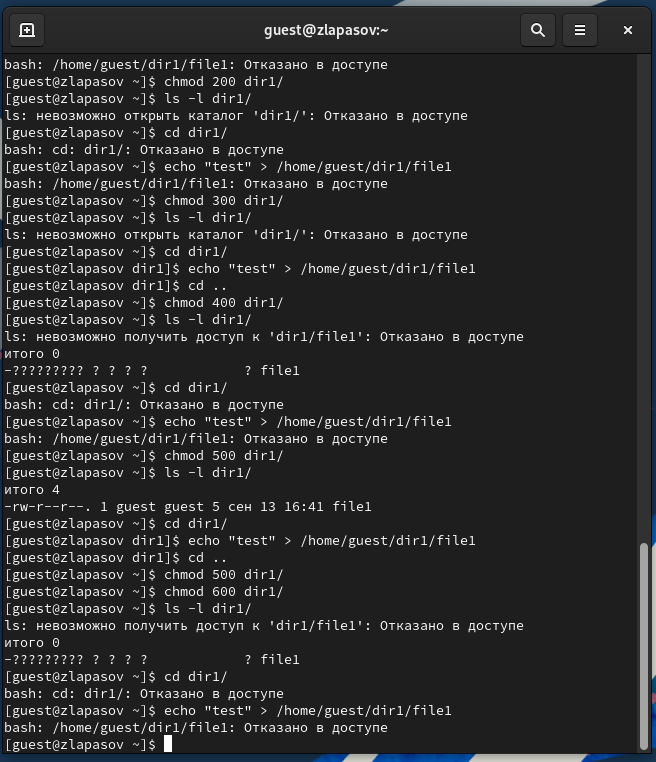 guest@zlapasov:~
bash: /home/guest/dir1/file1: Отказано в доступе
[guest@zlapasov ~]$ chmod 200 dir1/
[guest@zlapasov ~]$ ls -l dir1/
ls: невозможно открыть каталог 'dir1/': Отказано в доступе
[guest@zlapasov ~]$ cd dir1/
bash: cd: dir1/: Отказано в доступе
[guest@zlapasov ~]$ echo "test" > /home/guest/dir1/file1
bash: /home/guest/dir1/file1: Отказано в доступе
[guest@zlapasov ~]$ chmod 300 dir1/
[guest@zlapasov ~]$ ls -l dir1/
ls: невозможно открыть каталог 'dir1/': Отказано в доступе
[guest@zlapasov ~]$ cd dir1/
[guest@zlapasov dir1]$ echo "test" > /home/guest/dir1/file1
[guest@zlapasov dir1]$ cd ..
[guest@zlapasov ~]$ chmod 400 dir1/
[guest@zlapasov ~]$ ls -l dir1/
ls: невозможно получить доступ к 'dir1/file1': Отказано в доступе
итого 0
-????????? ? ? ? ?            ? file1
[guest@zlapasov ~]$ cd dir1/
bash: cd: dir1/: Отказано в доступе
[guest@zlapasov ~]$ echo "test" > /home/guest/dir1/file1
bash: /home/guest/dir1/file1: Отказано в доступе
[guest@zlapasov ~]$ chmod 500 dir1/
[guest@zlapasov ~]$ ls -l dir1/
итого 4
-rw-r--r--. 1 guest guest 5 сен 13 16:41 file1
[guest@zlapasov ~]$ cd dir1/
[guest@zlapasov dir1]$ echo "test" > /home/guest/dir1/file1
[guest@zlapasov dir1]$ cd ..
[guest@zlapasov ~]$ chmod 500 dir1/
[guest@zlapasov ~]$ chmod 600 dir1/
[guest@zlapasov ~]$ ls -l dir1/
ls: невозможно получить доступ к 'dir1/file1': Отказано в доступе
итого 0
-????????? ? ? ? ?            ? file1
[guest@zlapasov ~]$ cd dir1/
bash: cd: dir1/: Отказано в доступе
[guest@zlapasov ~]$ echo "test" > /home/guest/dir1/file1
bash: /home/guest/dir1/file1: Отказано в доступе
[guest@zlapasov ~]$